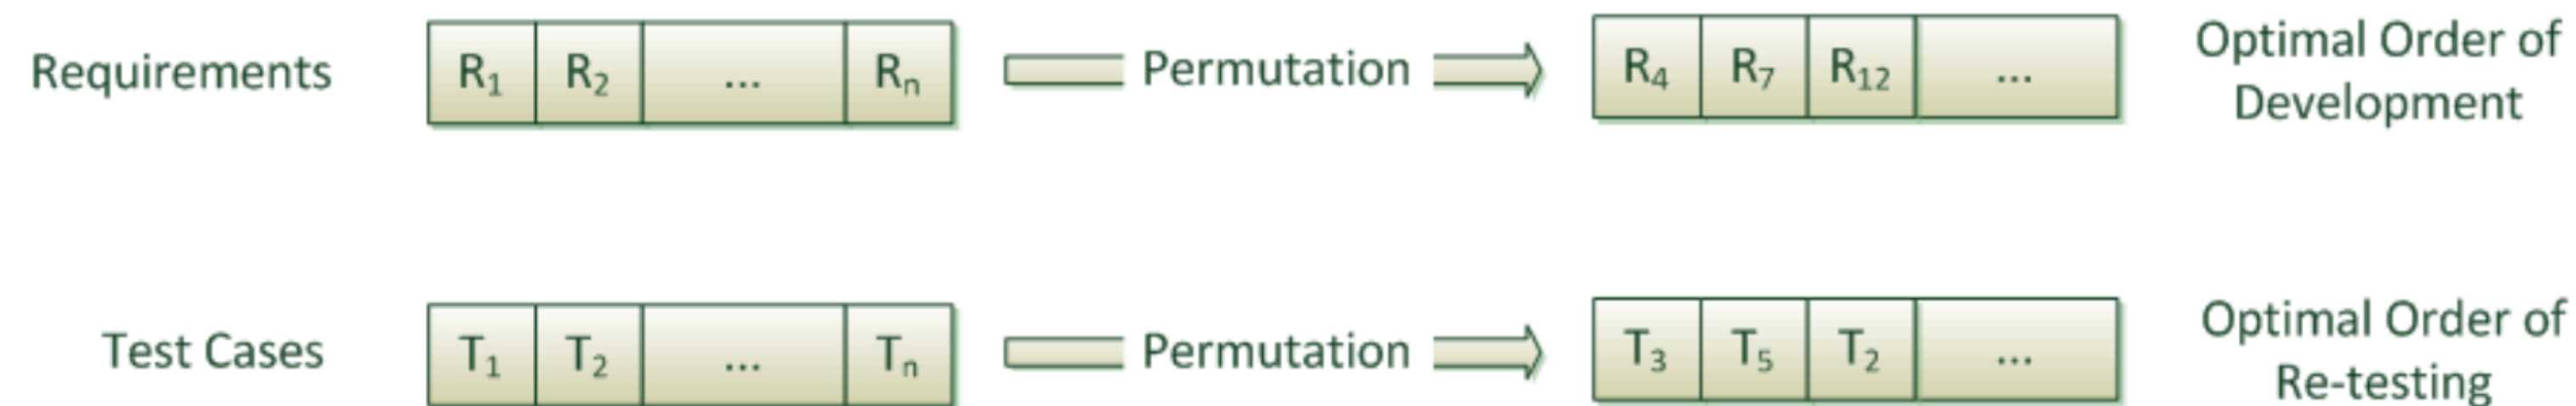 Requirements R₁ R₂ ... Rₙ Permutation R₄ R₇ R₁₂ ... Optimal Order of
Development
Test Cases T₁ T₂ ... Tₙ Permutation T₃ T₅ T₂ ... Optimal Order of
Re-testing